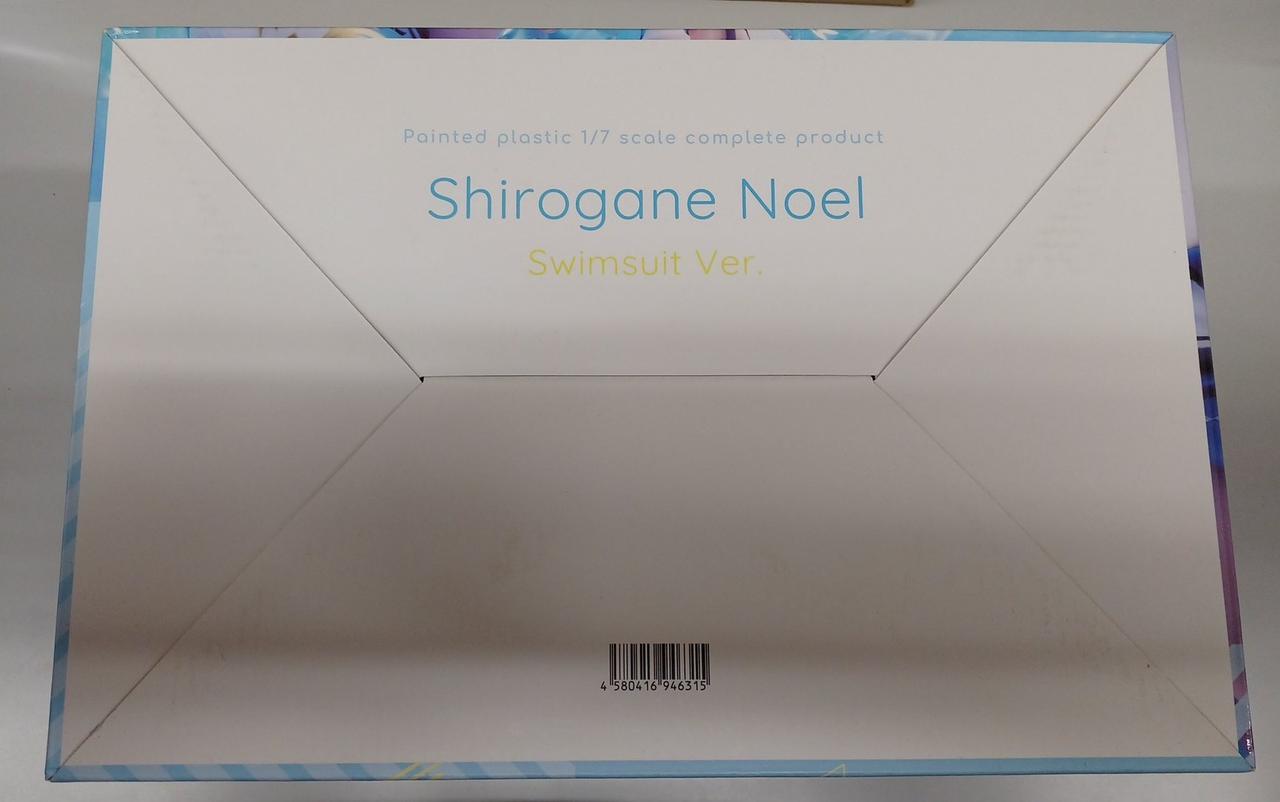 Painted plastic 1/7 scale complete product
Shirogane Noel
Swimsuit Ver.
4 580416 946315